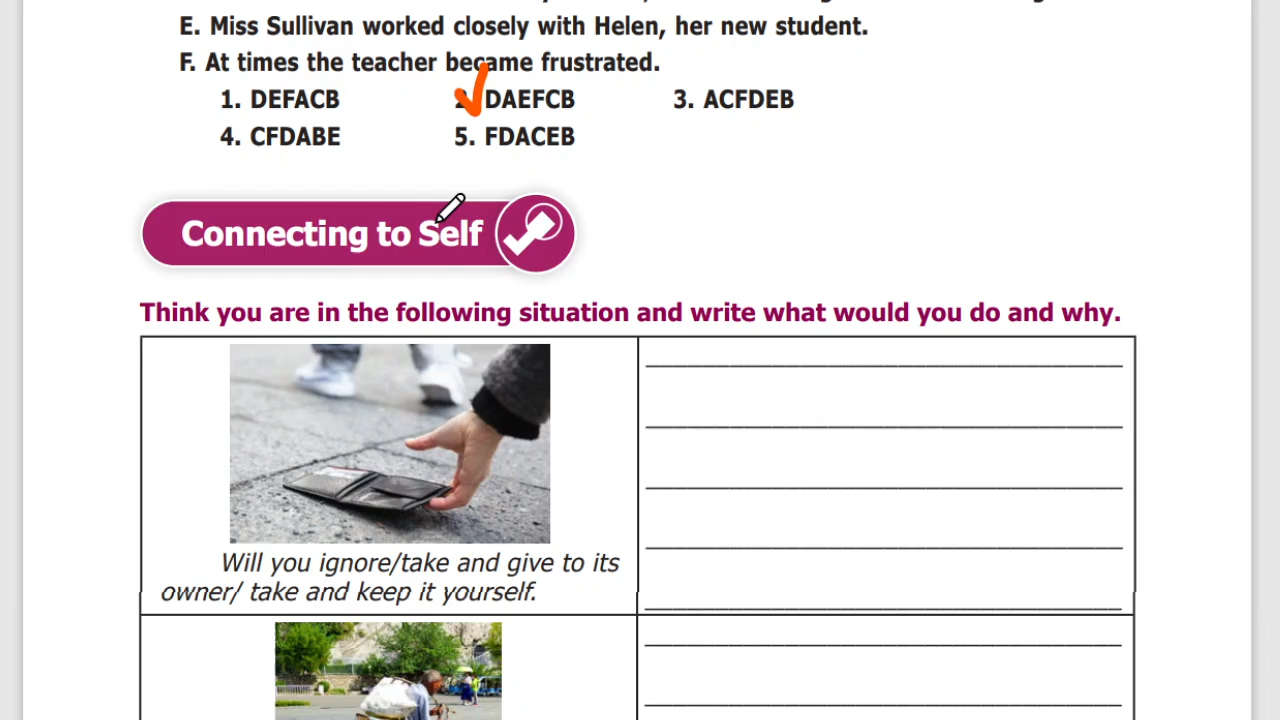 E. Miss Sullivan worked closely with Helen, her new student.
F. At times the teacher became frustrated.
1. DEFACB 2. DAEFCB 3. ACFDEB
4. CFDABE 5. FDACEB
Connecting to Self
Think you are in the following situation and write what would you do and why.
Will you ignore/take and give to its
owner/ take and keep it yourself.